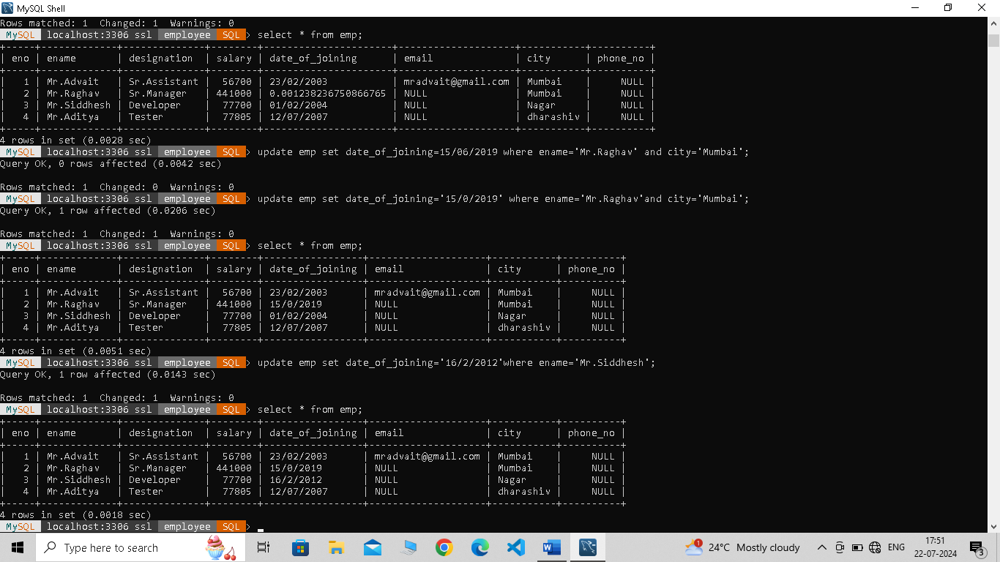 MySQL Shell
Rows matched: 1  Changed: 1  Warnings: 0
MySQL localhost:3306 ssl employee SQL > select * from emp;
+-----+-------------+--------------+--------+----------------------+--------------------+-----------+----------+
| eno | ename       | designation  | salary | date_of_joining      | email              | city      | phone_no |
+-----+-------------+--------------+--------+----------------------+--------------------+-----------+----------+
|   1 | Mr.Advait   | Sr.Assistant |  56700 | 23/02/2003           | mradvait@gmail.com | Mumbai    |     NULL |
|   2 | Mr.Raghav   | Sr.Manager   | 441000 | 0.001238236750866765 | NULL               | Mumbai    |     NULL |
|   3 | Mr.Siddhesh | Developer    |  77700 | 01/02/2004           | NULL               | Nagar     |     NULL |
|   4 | Mr.Aditya   | Tester       |  77805 | 12/07/2007           | NULL               | dharashiv |     NULL |
+-----+-------------+--------------+--------+----------------------+--------------------+-----------+----------+
4 rows in set (0.0028 sec)
MySQL localhost:3306 ssl employee SQL > update emp set date_of_joining=15/06/2019 where ename='Mr.Raghav' and city='Mumbai';
Query OK, 0 rows affected (0.0042 sec)
Rows matched: 1  Changed: 0  Warnings: 0
MySQL localhost:3306 ssl employee SQL > update emp set date_of_joining='15/0/2019' where ename='Mr.Raghav'and city='Mumbai';
Query OK, 1 row affected (0.0206 sec)
Rows matched: 1  Changed: 1  Warnings: 0
MySQL localhost:3306 ssl employee SQL > select * from emp;
+-----+-------------+--------------+--------+-----------------+--------------------+-----------+----------+
| eno | ename       | designation  | salary | date_of_joining | email              | city      | phone_no |
+-----+-------------+--------------+--------+-----------------+--------------------+-----------+----------+
|   1 | Mr.Advait   | Sr.Assistant |  56700 | 23/02/2003      | mradvait@gmail.com | Mumbai    |     NULL |
|   2 | Mr.Raghav   | Sr.Manager   | 441000 | 15/0/2019       | NULL               | Mumbai    |     NULL |
|   3 | Mr.Siddhesh | Developer    |  77700 | 01/02/2004      | NULL               | Nagar     |     NULL |
|   4 | Mr.Aditya   | Tester       |  77805 | 12/07/2007      | NULL               | dharashiv |     NULL |
+-----+-------------+--------------+--------+-----------------+--------------------+-----------+----------+
4 rows in set (0.0051 sec)
MySQL localhost:3306 ssl employee SQL > update emp set date_of_joining='16/2/2012'where ename='Mr.Siddhesh';
Query OK, 1 row affected (0.0143 sec)
Rows matched: 1  Changed: 1  Warnings: 0
MySQL localhost:3306 ssl employee SQL > select * from emp;
+-----+-------------+--------------+--------+-----------------+--------------------+-----------+----------+
| eno | ename       | designation  | salary | date_of_joining | email              | city      | phone_no |
+-----+-------------+--------------+--------+-----------------+--------------------+-----------+----------+
|   1 | Mr.Advait   | Sr.Assistant |  56700 | 23/02/2003      | mradvait@gmail.com | Mumbai    |     NULL |
|   2 | Mr.Raghav   | Sr.Manager   | 441000 | 15/0/2019       | NULL               | Mumbai    |     NULL |
|   3 | Mr.Siddhesh | Developer    |  77700 | 16/2/2012       | NULL               | Nagar     |     NULL |
|   4 | Mr.Aditya   | Tester       |  77805 | 12/07/2007      | NULL               | dharashiv |     NULL |
+-----+-------------+--------------+--------+-----------------+--------------------+-----------+----------+
4 rows in set (0.0018 sec)
MySQL localhost:3306 ssl employee SQL > _
Type here to search
1
24°C Mostly cloudy
ENG
17:51
22-07-2024
3